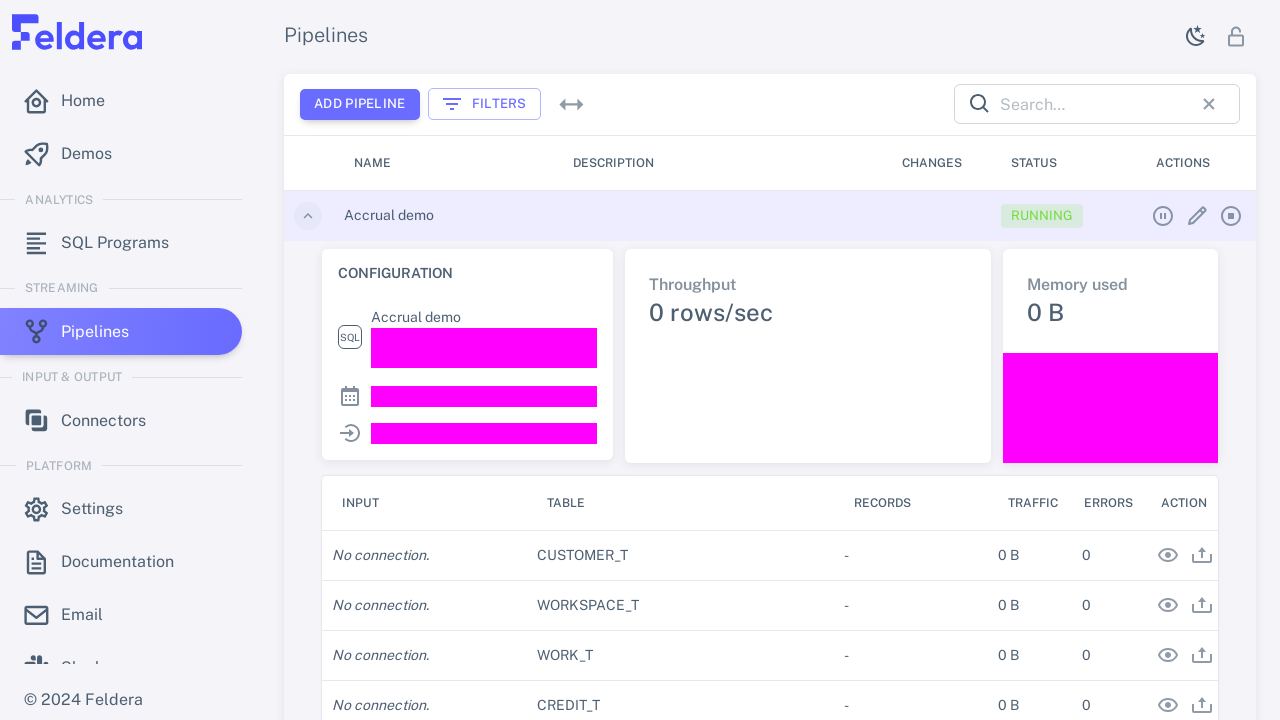 Feldera
Pipelines
Home
Demos
ANALYTICS
SQL Programs
STREAMING
Pipelines
INPUT & OUTPUT
Connectors
PLATFORM
Settings
Documentation
Email
© 2024 Feldera
ADD PIPELINE
FILTERS
Search...
NAME DESCRIPTION CHANGES STATUS ACTIONS
Accrual demo RUNNING
CONFIGURATION
Accrual demo
SQL
Throughput
0 rows/sec
Memory used
0 B
INPUT TABLE RECORDS TRAFFIC ERRORS ACTION
No connection. CUSTOMER_T - 0 B 0
No connection. WORKSPACE_T - 0 B 0
No connection. WORK_T - 0 B 0
No connection. CREDIT_T - 0 B 0